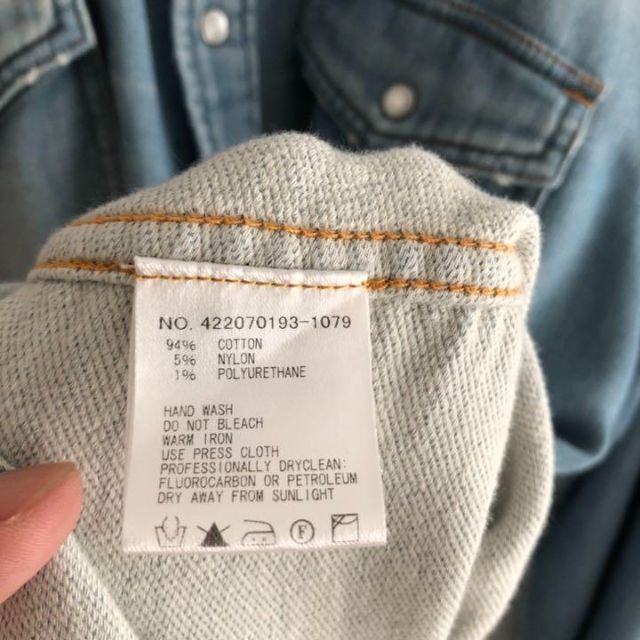 NO. 422070193-1079
94% COTTON
5% NYLON
1% POLYURETHANE
HAND WASH
DO NOT BLEACH
WARM IRON
USE PRESS CLOTH
PROFESSIONALLY DRYCLEAN:
FLUOROCARBON OR PETROLEUM
DRY AWAY FROM SUNLIGHT
F